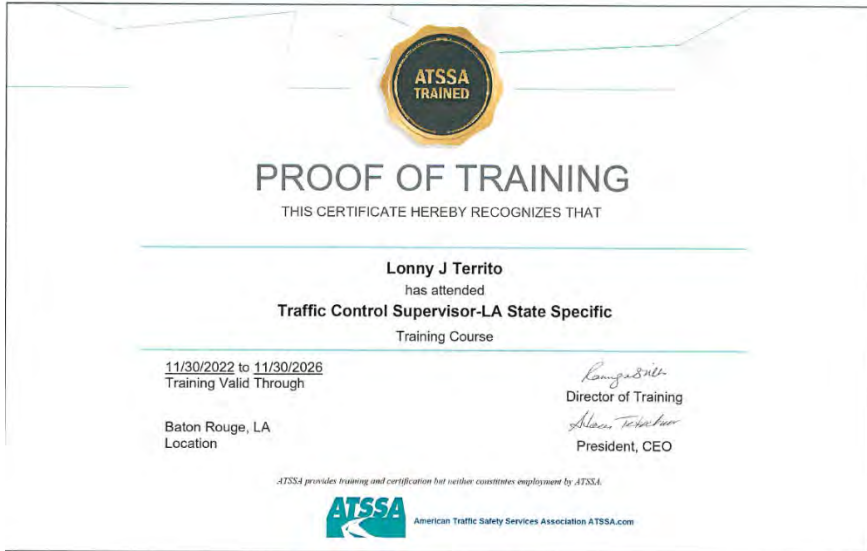 ATSSA
TRAINED
PROOF OF TRAINING
THIS CERTIFICATE HEREBY RECOGNIZES THAT
Lonny J Territo
has attended
Traffic Control Supervisor-LA State Specific
Training Course
11/30/2022 to 11/30/2026
Training Valid Through
Director of Training
Baton Rouge, LA
Location
President, CEO
ATSSA provides training and certification but neither constitutes employment by ATSSA.
ATSSA
American Traffic Safety Services Association ATSSA.com